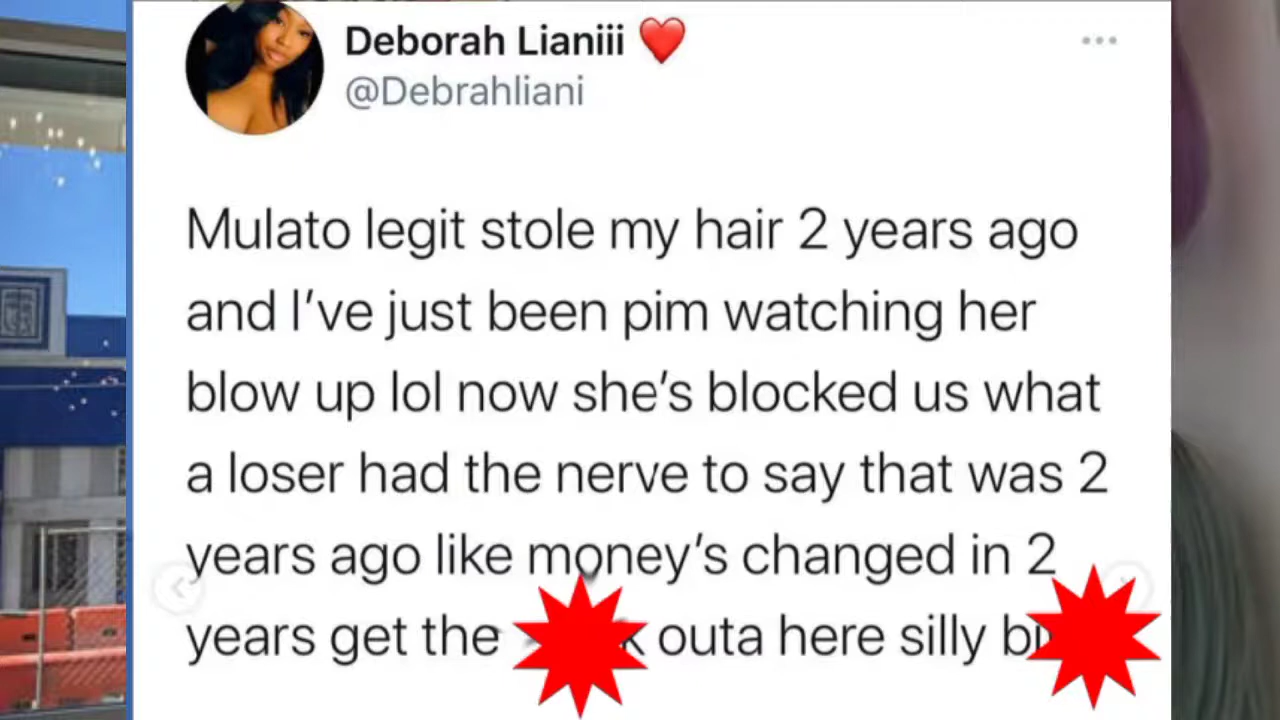 Deborah Lianiii ❤️
@Debrahliani
Mulato legit stole my hair 2 years ago
and I've just been pim watching her
blow up lol now she's blocked us what
a loser had the nerve to say that was 2
years ago like money's changed in 2
years get the outa here silly